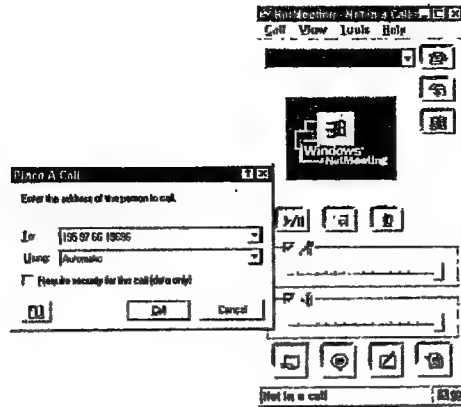 NetMeeting - Not in a Call
Call View Tools Help
Windows
NetMeeting
Place A Call
Enter the address of the person to call.
To:
Using: Automatic
Require security for this call (data only)
Call Cancel
Not in a call